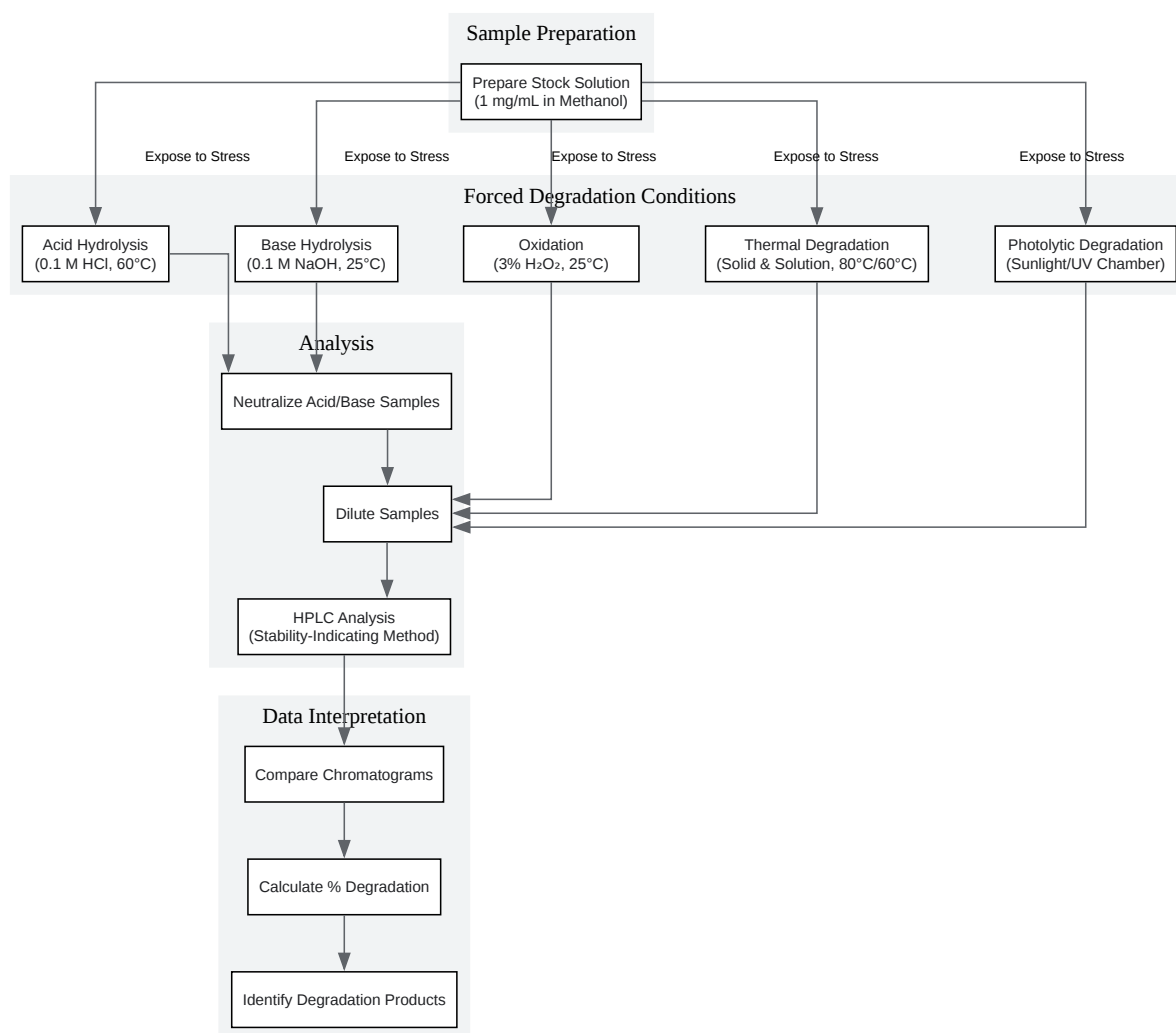 Sample Preparation
Prepare Stock Solution
(1 mg/mL in Methanol)
Expose to Stress
Expose to Stress
Expose to Stress
Expose to Stress
Expose to Stress
Forced Degradation Conditions
Acid Hydrolysis
(0.1 M HCl, 60°C)
Base Hydrolysis
(0.1 M NaOH, 25°C)
Oxidation
(3% H₂O₂, 25°C)
Thermal Degradation
(Solid & Solution, 80°C/60°C)
Photolytic Degradation
(Sunlight/UV Chamber)
Analysis
Neutralize Acid/Base Samples
Dilute Samples
HPLC Analysis
(Stability-Indicating Method)
Data Interpretation
Compare Chromatograms
Calculate % Degradation
Identify Degradation Products